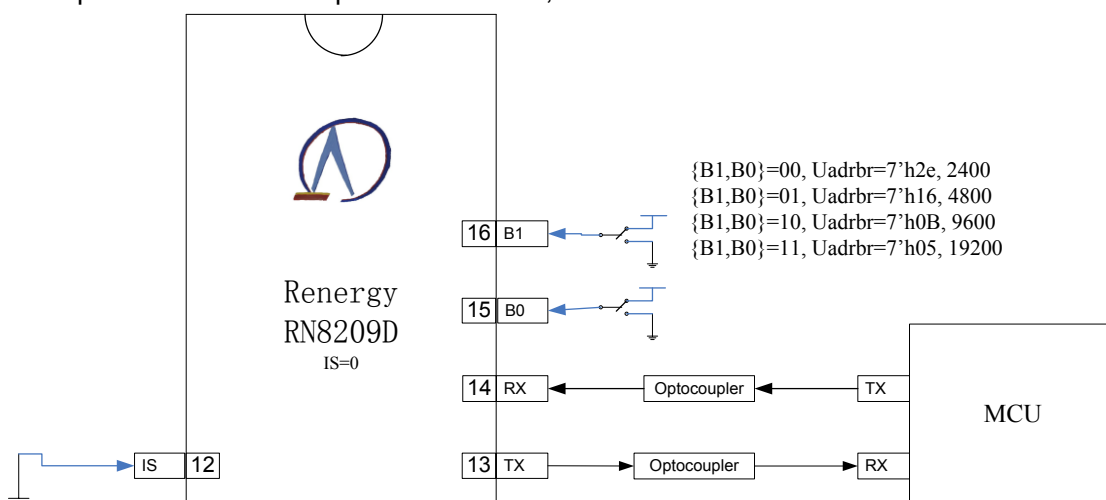 {B1,B0}=00, Uadrbr=7’h2e, 2400
{B1,B0}=01, Uadrbr=7’h16, 4800
{B1,B0}=10, Uadrbr=7’h0B, 9600
{B1,B0}=11, Uadrbr=7’h05, 19200
16 B1
Renergy
RN8209D
IS=0
15 B0
14 RX
Optocoupler
TX
MCU
IS 12
13 TX
Optocoupler
RX